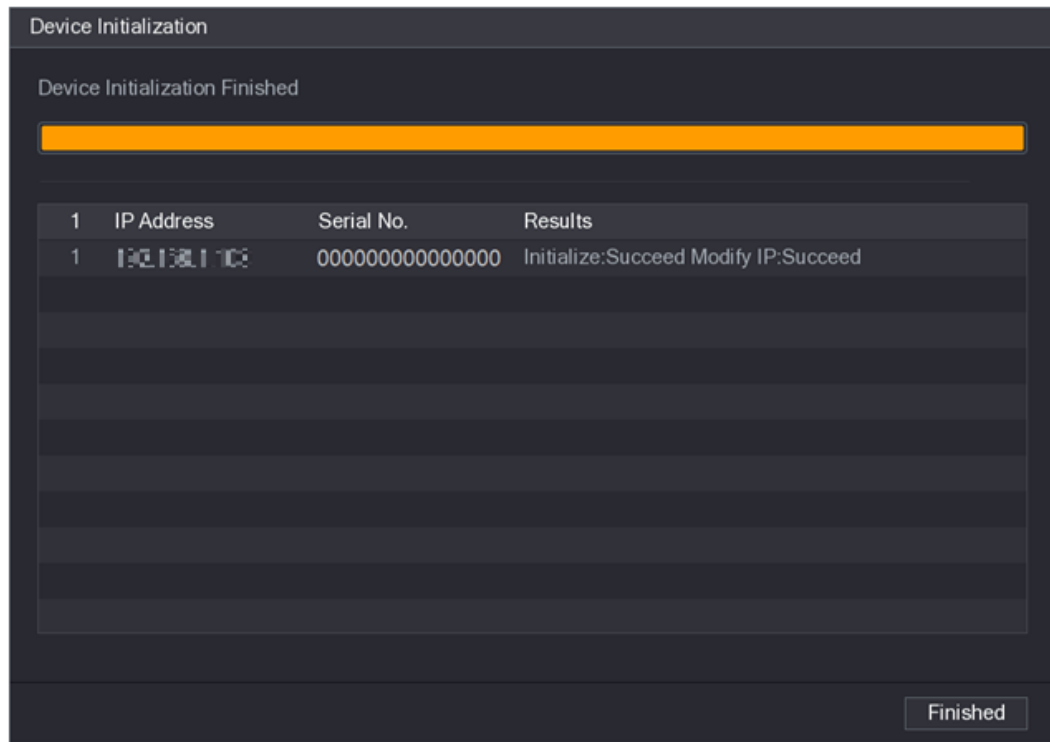 Device Initialization
Device Initialization Finished
1 IP Address Serial No. Results
1 000000000000000 Initialize:Succeed Modify IP:Succeed
Finished